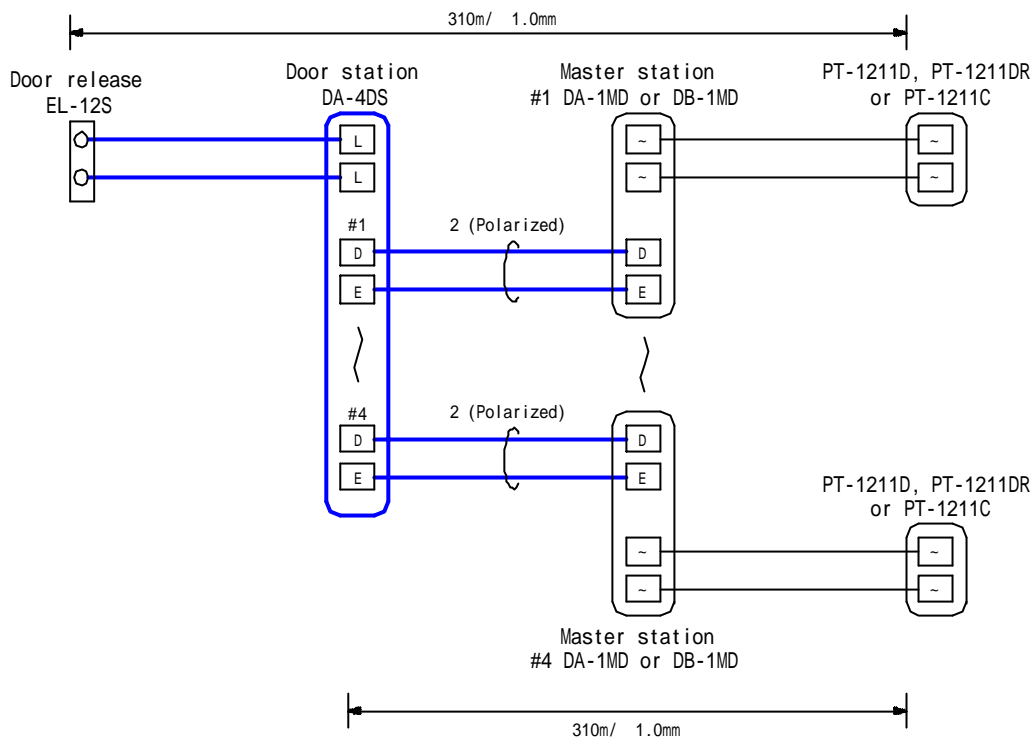 310m/ 1.0mm
Door release
EL-12S
Door station
DA-4DS
Master station
#1 DA-1MD or DB-1MD
PT-1211D, PT-1211DR
or PT-1211C
L
L
~
~
~
~
#1
2 (Polarized)
D
D
E
E
#4
2 (Polarized)
D
D
E
E
PT-1211D, PT-1211DR
or PT-1211C
~
~
~
~
Master station
#4 DA-1MD or DB-1MD
310m/ 1.0mm